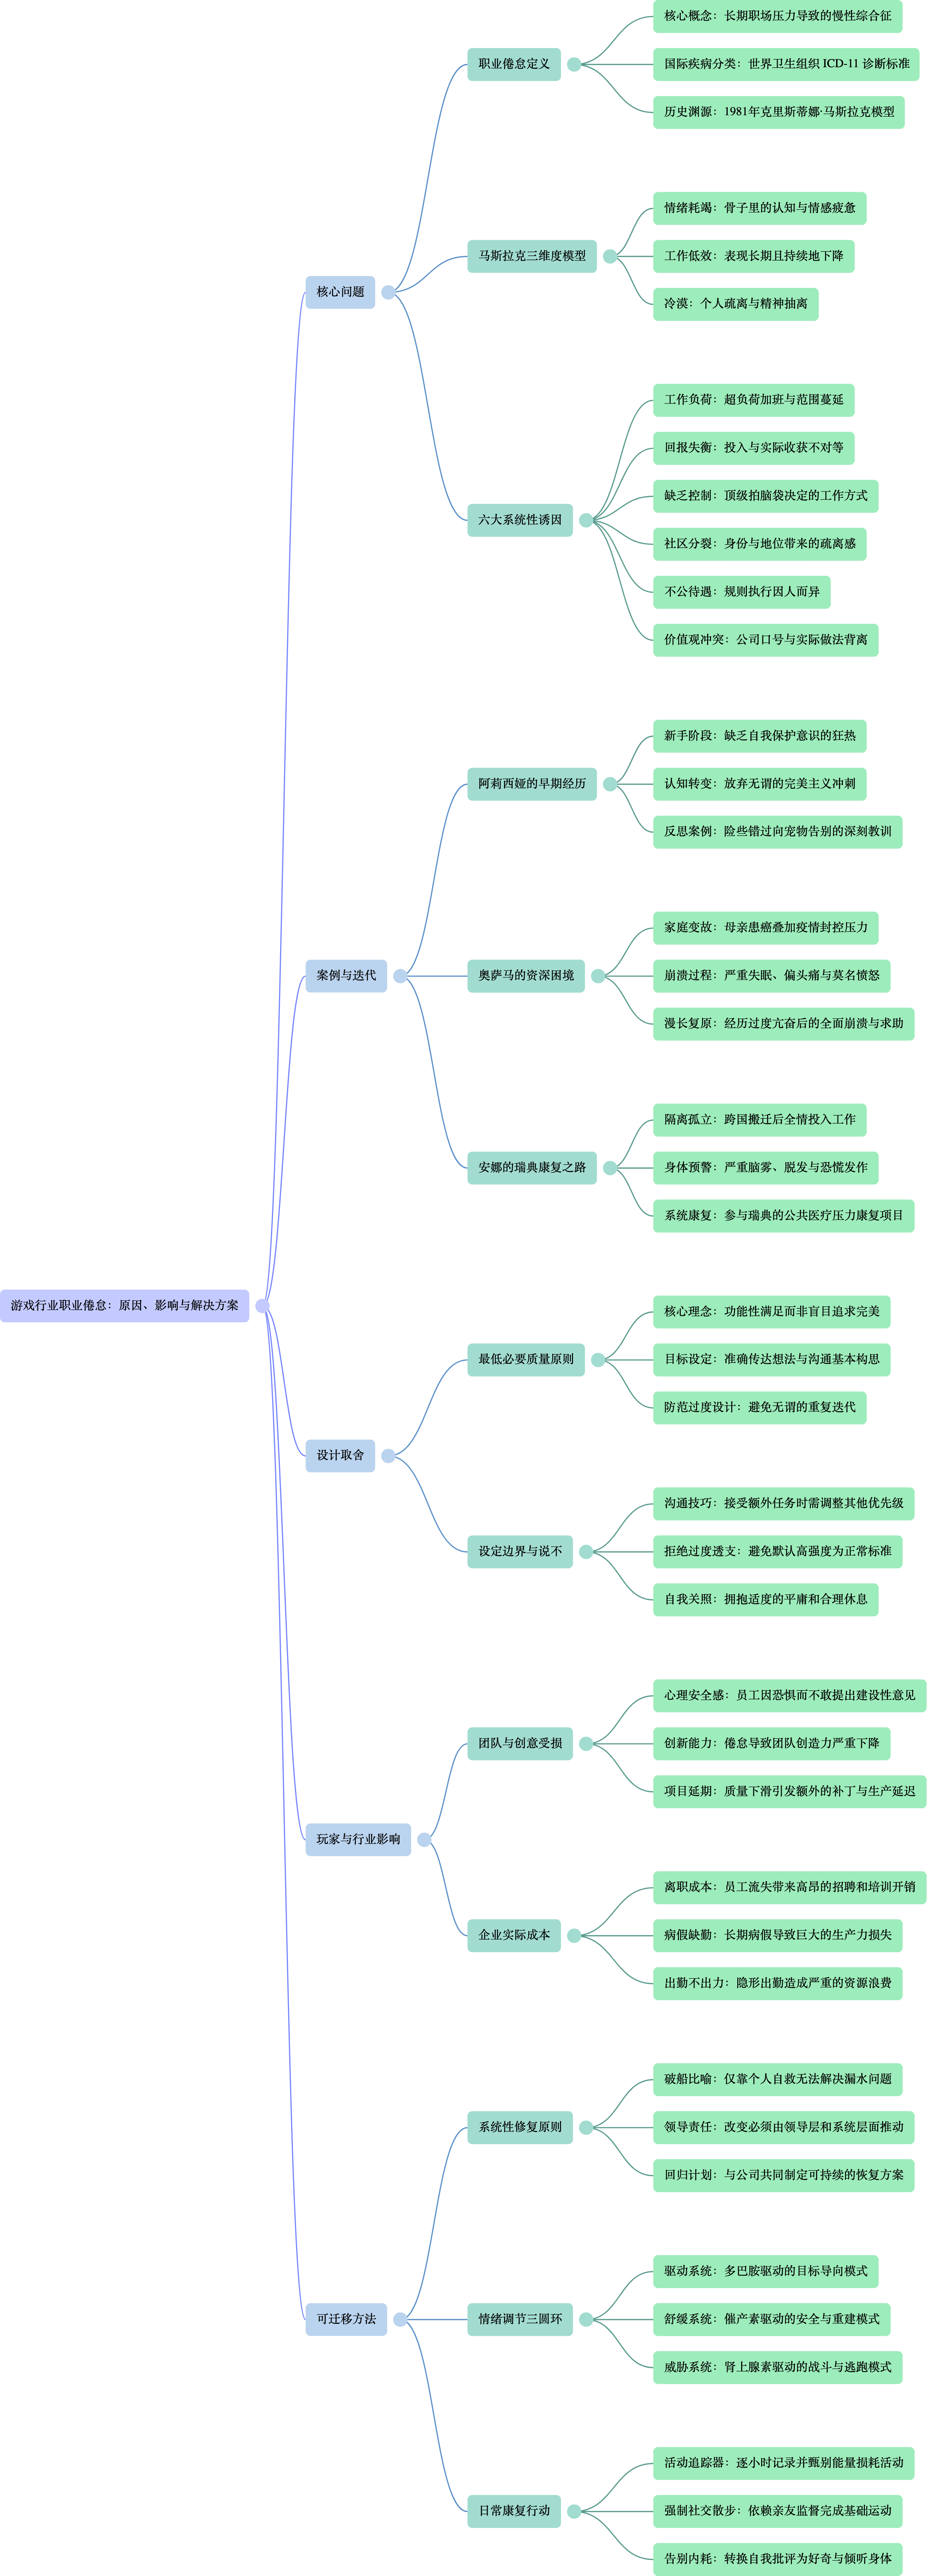 游戏行业职业倦怠：原因、影响与解决方案
核心问题
职业倦怠定义
核心概念：长期职场压力导致的慢性综合征
国际疾病分类：世界卫生组织 ICD-11 诊断标准
历史渊源：1981年克里斯蒂娜·马斯拉克模型
马斯拉克三维度模型
情绪耗竭：骨子里的认知与情感疲惫
工作低效：表现长期且持续地下降
冷漠：个人疏离与精神抽离
六大系统性诱因
工作负荷：超负荷加班与范围蔓延
回报失衡：投入与实际收获不对等
缺乏控制：顶级拍脑袋决定的工作方式
社区分裂：身份与地位带来的疏离感
不公待遇：规则执行因人而异
价值观冲突：公司口号与实际做法背离
案例与迭代
阿莉西娅的早期经历
新手阶段：缺乏自我保护意识的狂热
认知转变：放弃无谓的完美主义冲刺
反思案例：险些错过向宠物告别的深刻教训
奥萨马的资深困境
家庭变故：母亲患癌叠加疫情封控压力
崩溃过程：严重失眠、偏头痛与莫名愤怒
漫长复原：经历过度亢奋后的全面崩溃与求助
安娜的瑞典康复之路
隔离孤立：跨国搬迁后全情投入工作
身体预警：严重脑雾、脱发与恐慌发作
系统康复：参与瑞典的公共医疗压力康复项目
设计取舍
最低必要质量原则
核心理念：功能性满足而非盲目追求完美
目标设定：准确传达想法与沟通基本构思
防范过度设计：避免无谓的重复迭代
设定边界与说不
沟通技巧：接受额外任务时需调整其他优先级
拒绝过度透支：避免默认高强度为正常标准
自我关照：拥抱适度的平庸和合理休息
玩家与行业影响
团队与创意受损
心理安全感：员工因恐惧而不敢提出建设性意见
创新能力：倦怠导致团队创造力严重下降
项目延期：质量下滑引发额外的补丁与生产延迟
企业实际成本
离职成本：员工流失带来高昂的招聘和培训开销
病假缺勤：长期病假导致巨大的生产力损失
出勤不出力：隐形出勤造成严重的资源浪费
可迁移方法
系统性修复原则
破船比喻：仅靠个人自救无法解决漏水问题
领导责任：改变必须由领导层和系统层面推动
回归计划：与公司共同制定可持续的恢复方案
情绪调节三圆环
驱动系统：多巴胺驱动的目标导向模式
舒缓系统：催产素驱动的安全与重建模式
威胁系统：肾上腺素驱动的战斗与逃跑模式
日常康复行动
活动追踪器：逐小时记录并甄别能量损耗活动
强制社交散步：依赖亲友监督完成基础运动
告别内耗：转换自我批评为好奇与倾听身体